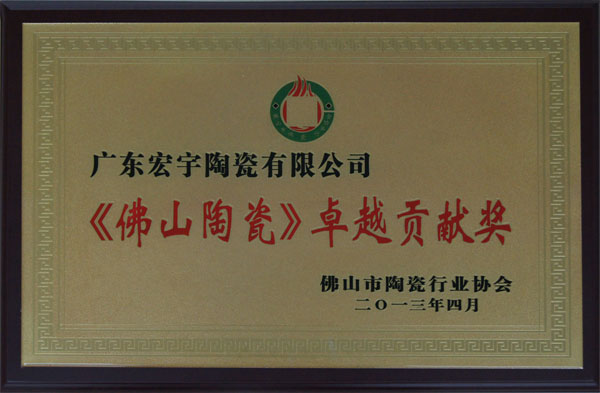 广东宏宇陶瓷有限公司
《佛山陶瓷》卓越贡献奖
佛山市陶瓷行业协会
二〇一三年四月